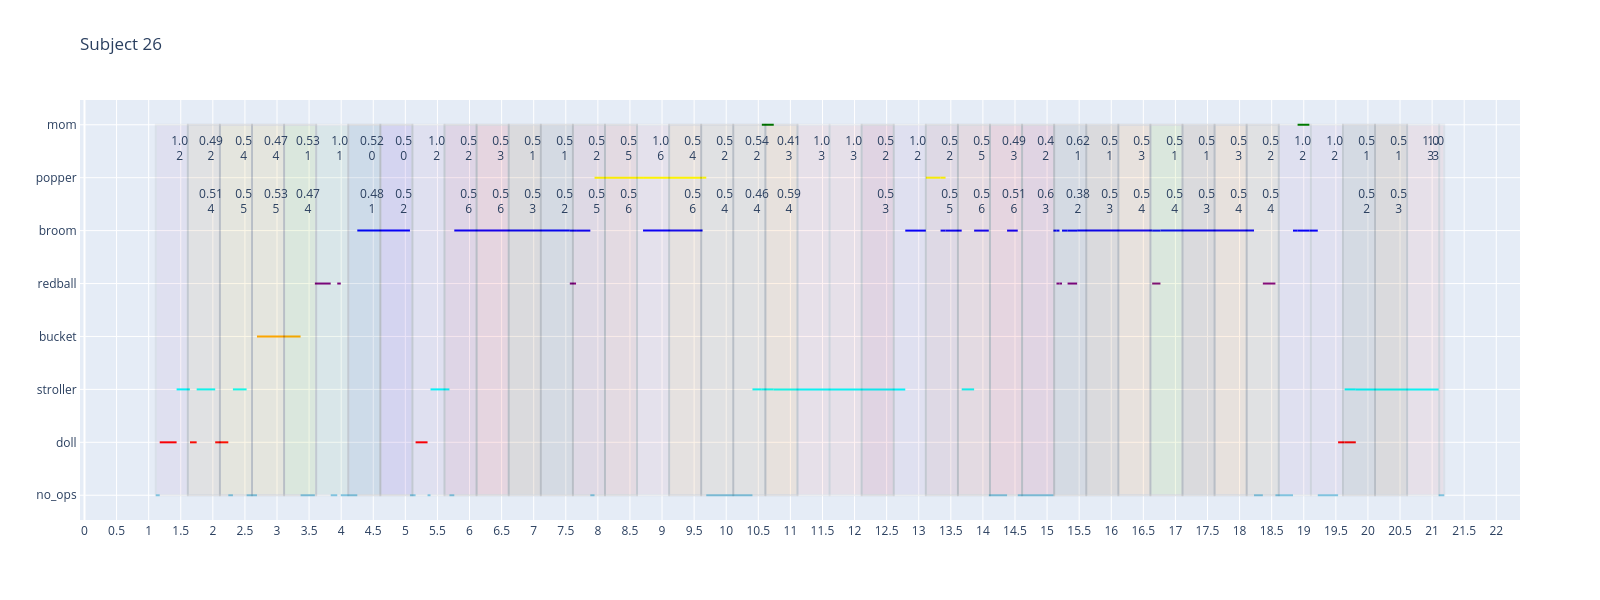 Subject 26
mom
1.0 0.49 0.5 0.47 0.53 1.0 0.52 0.5 1.0 0.5 0.5 0.5 0.5 0.5 0.5 1.0 0.5 0.5 0.54 0.41 1.0 1.0 0.5 1.0 0.5 0.5 0.49 0.4 0.62 0.5 0.5 0.5 0.5 0.5 0.5 1.0 1.0 0.5 0.5
2 2 4 4 1 1 0 0 2 2 3 1 1 2 5 6 4 2 2 3 3 3 2 2 2 5 3 2 1 1 3 1 1 3 2 2 2 1 1
popper
0.51 0.5 0.53 0.47 0.48 0.5 0.5 0.5 0.5 0.5 0.5 0.5 0.5 0.5 0.46 0.59 0.5 0.5 0.5 0.51 0.6 0.38 0.5 0.5 0.5 0.5 0.5 0.5 0.5 0.5
4 5 5 4 1 2 6 6 3 2 5 6 6 4 4 4 3 5 6 6 3 2 3 4 4 3 4 4 2 3
broom
redball
bucket
stroller
doll
no_ops
0 0.5 1 1.5 2 2.5 3 3.5 4 4.5 5 5.5 6 6.5 7 7.5 8 8.5 9 9.5 10 10.5 11 11.5 12 12.5 13 13.5 14 14.5 15 15.5 16 16.5 17 17.5 18 18.5 19 19.5 20 20.5 21 21.5 22